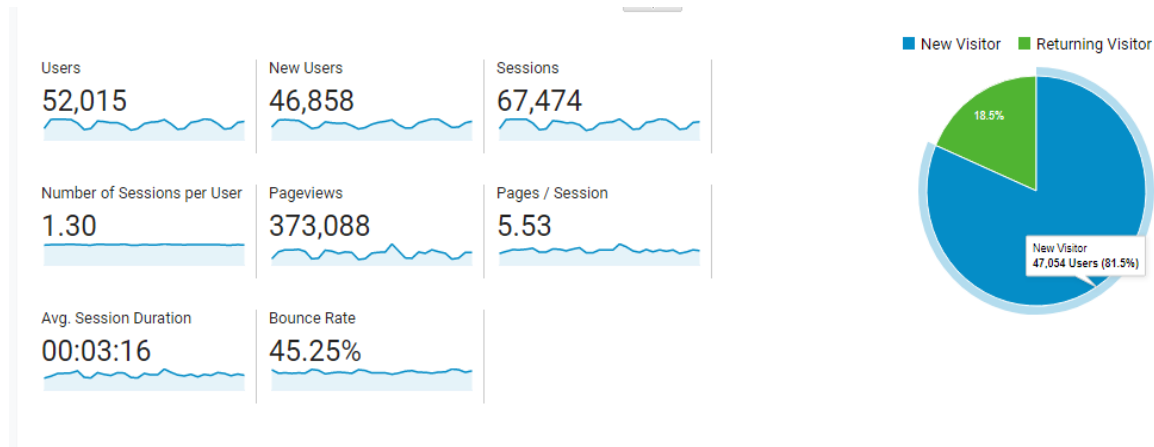 New Visitor
Returning Visitor
Users
52,015
New Users
46,858
Sessions
67,474
18.5%
Number of Sessions per User
1.30
Pageviews
373,088
Pages / Session
5.53
New Visitor
47,054 Users (81.5%)
Avg. Session Duration
00:03:16
Bounce Rate
45.25%